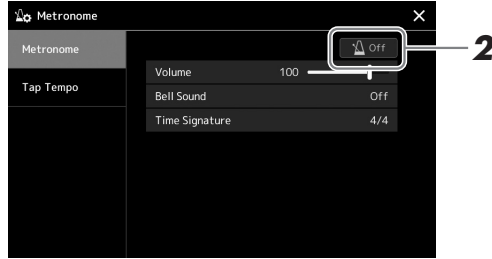 Metronome
Metronome
Off
2
Volume 100
Tap Tempo
Bell Sound Off
Time Signature 4/4